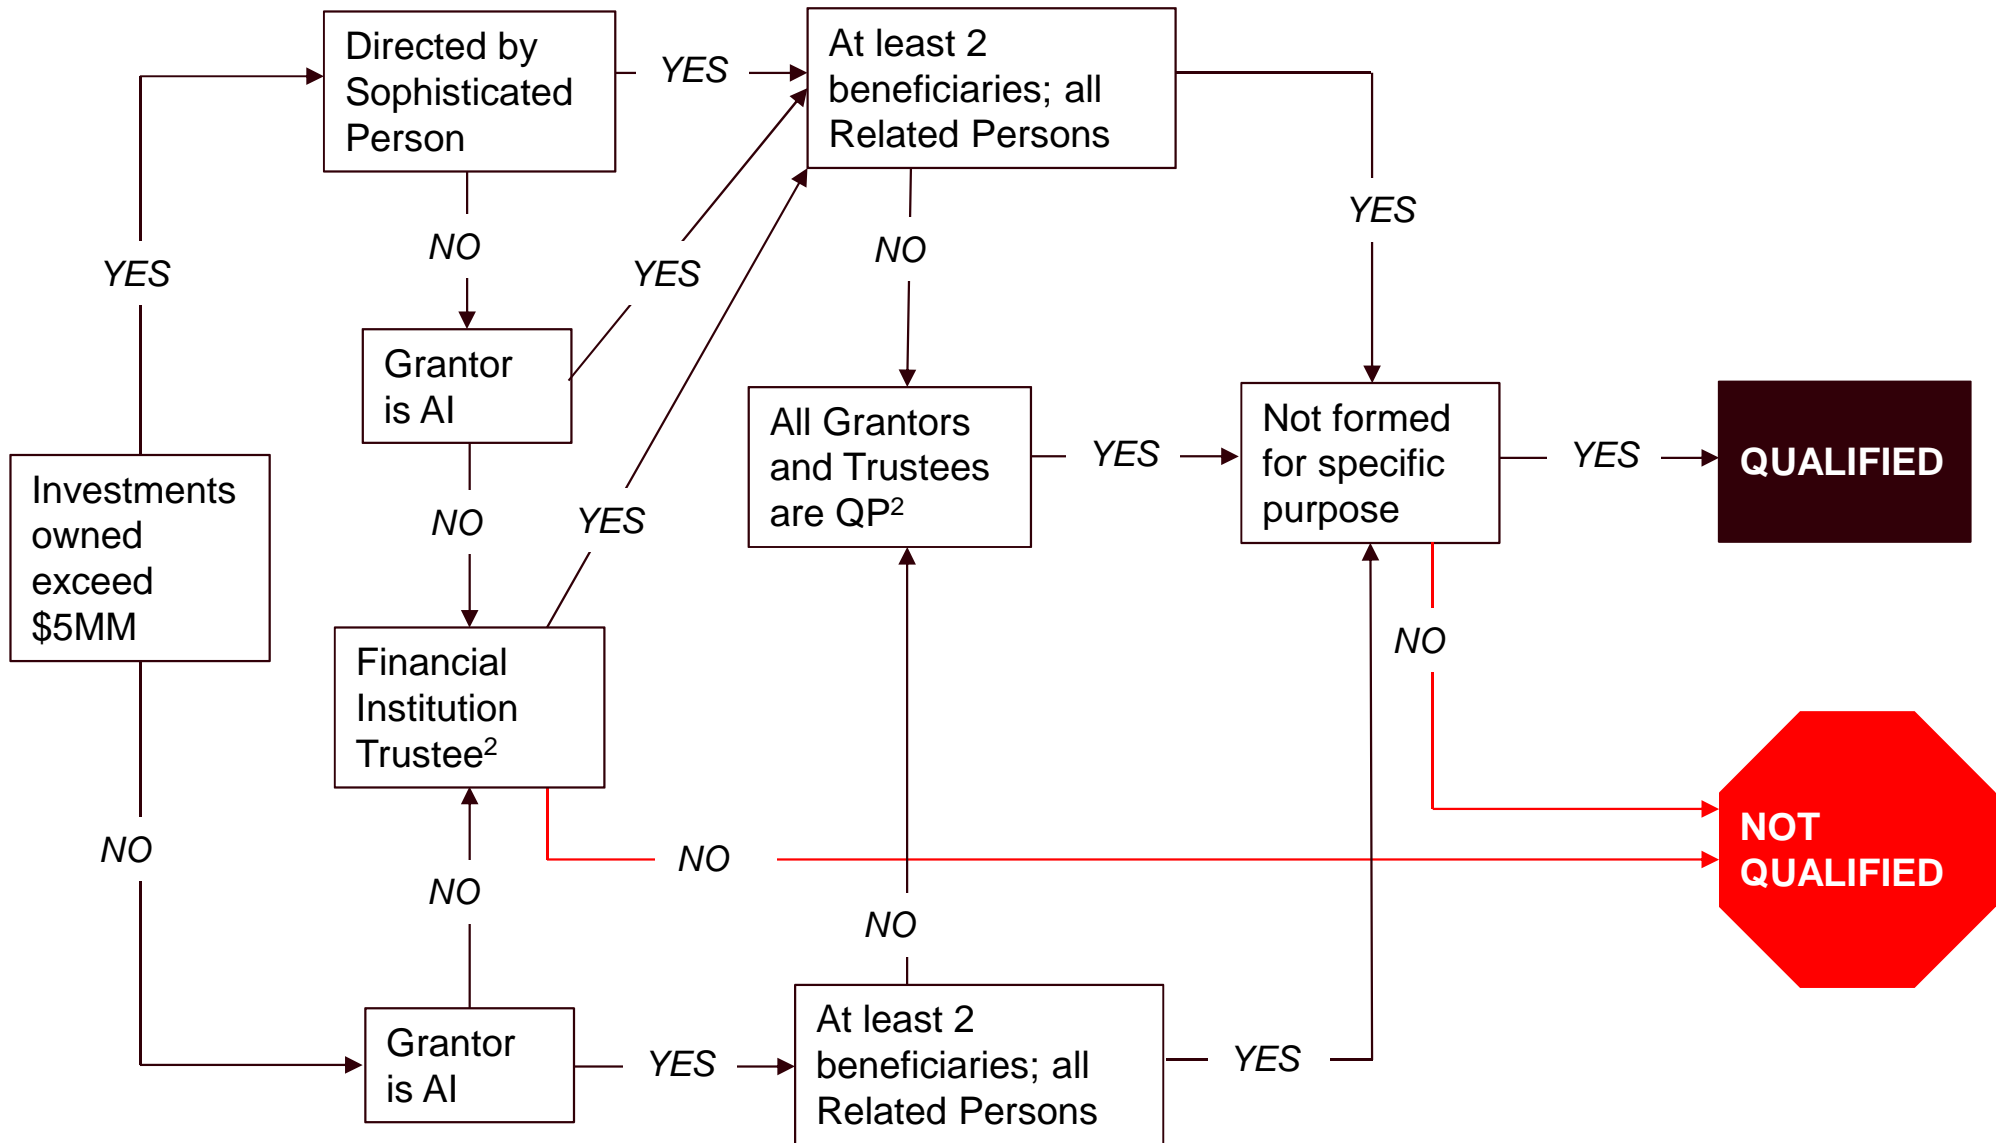 Directed by
Sophisticated
Person
YES
At least 2
beneficiaries; all
Related Persons
YES
NO
YES
NO
YES
Grantor
is AI
NO
YES
Investments
owned
exceed
$5MM
All Grantors
and Trustees
are QP²
YES
Not formed
for specific
purpose
YES
QUALIFIED
Financial
Institution
Trustee²
NO
NO
NO
NO
NO
NOT
QUALIFIED
Grantor
is AI
YES
At least 2
beneficiaries; all
Related Persons
YES